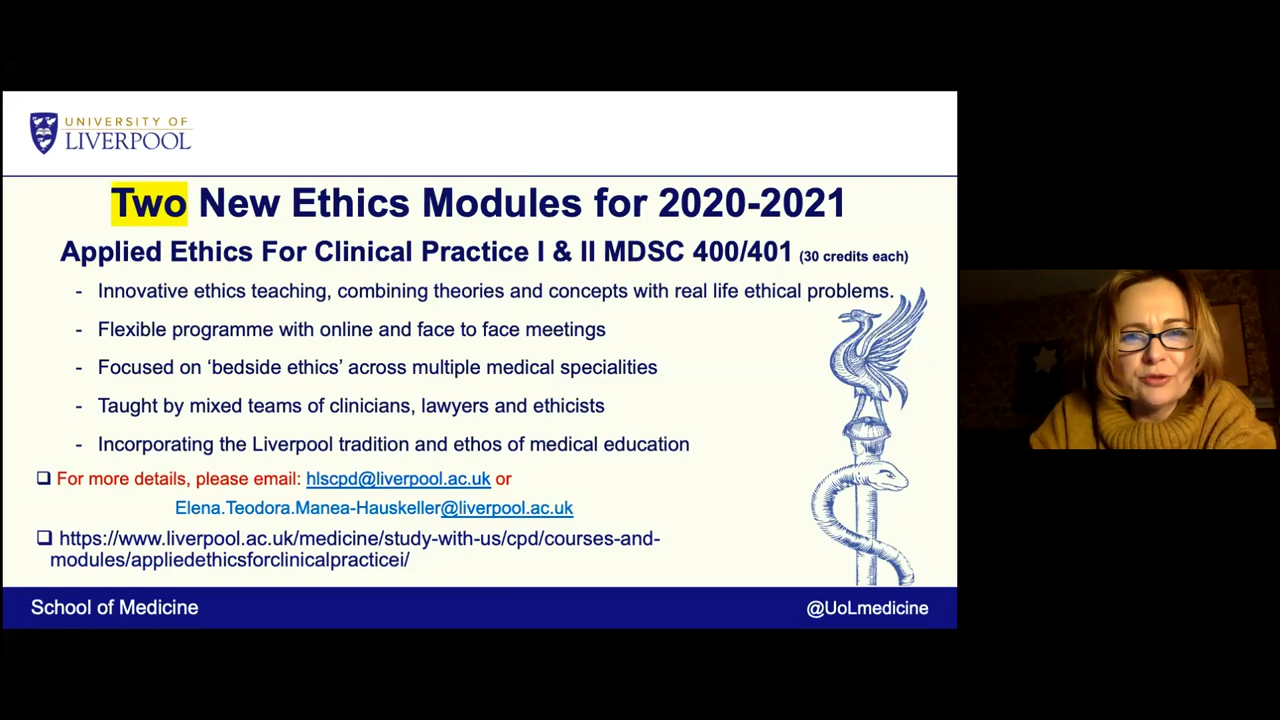 UNIVERSITY OF
LIVERPOOL
Two New Ethics Modules for 2020-2021
Applied Ethics For Clinical Practice I & II MDSC 400/401 (30 credits each)
- Innovative ethics teaching, combining theories and concepts with real life ethical problems.
- Flexible programme with online and face to face meetings
- Focused on ‘bedside ethics’ across multiple medical specialities
- Taught by mixed teams of clinicians, lawyers and ethicists
- Incorporating the Liverpool tradition and ethos of medical education
❑ For more details, please email: hlscpd@liverpool.ac.uk or
Elena.Teodora.Manea-Hauskeller@liverpool.ac.uk
❑ https://www.liverpool.ac.uk/medicine/study-with-us/cpd/courses-and-
modules/appliedethicsforclinicalpracticei/
School of Medicine
@UoLmedicine